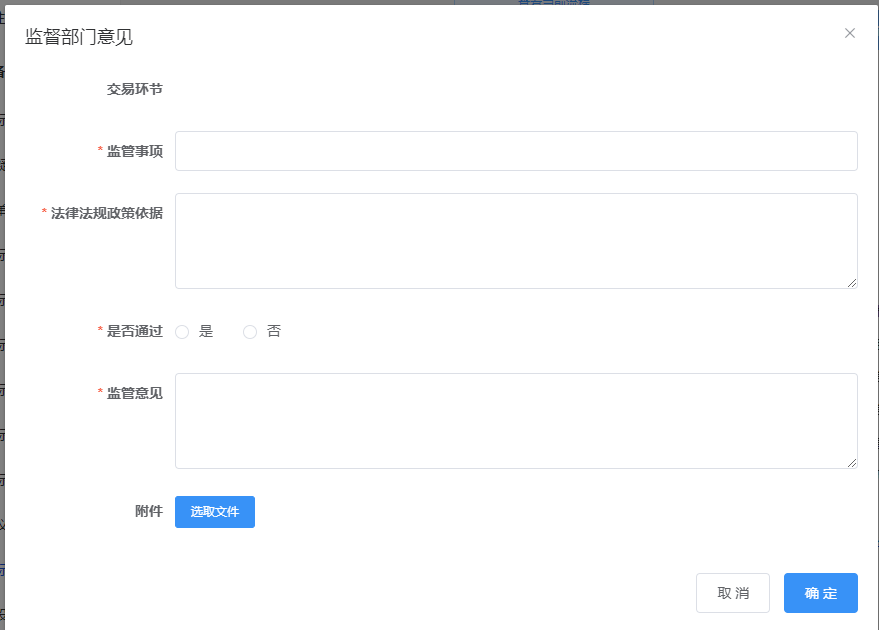 监督部门意见
交易环节
* 监管事项
* 法律法规政策依据
* 是否通过 是 否
* 监管意见
附件 选取文件
取 消 确 定